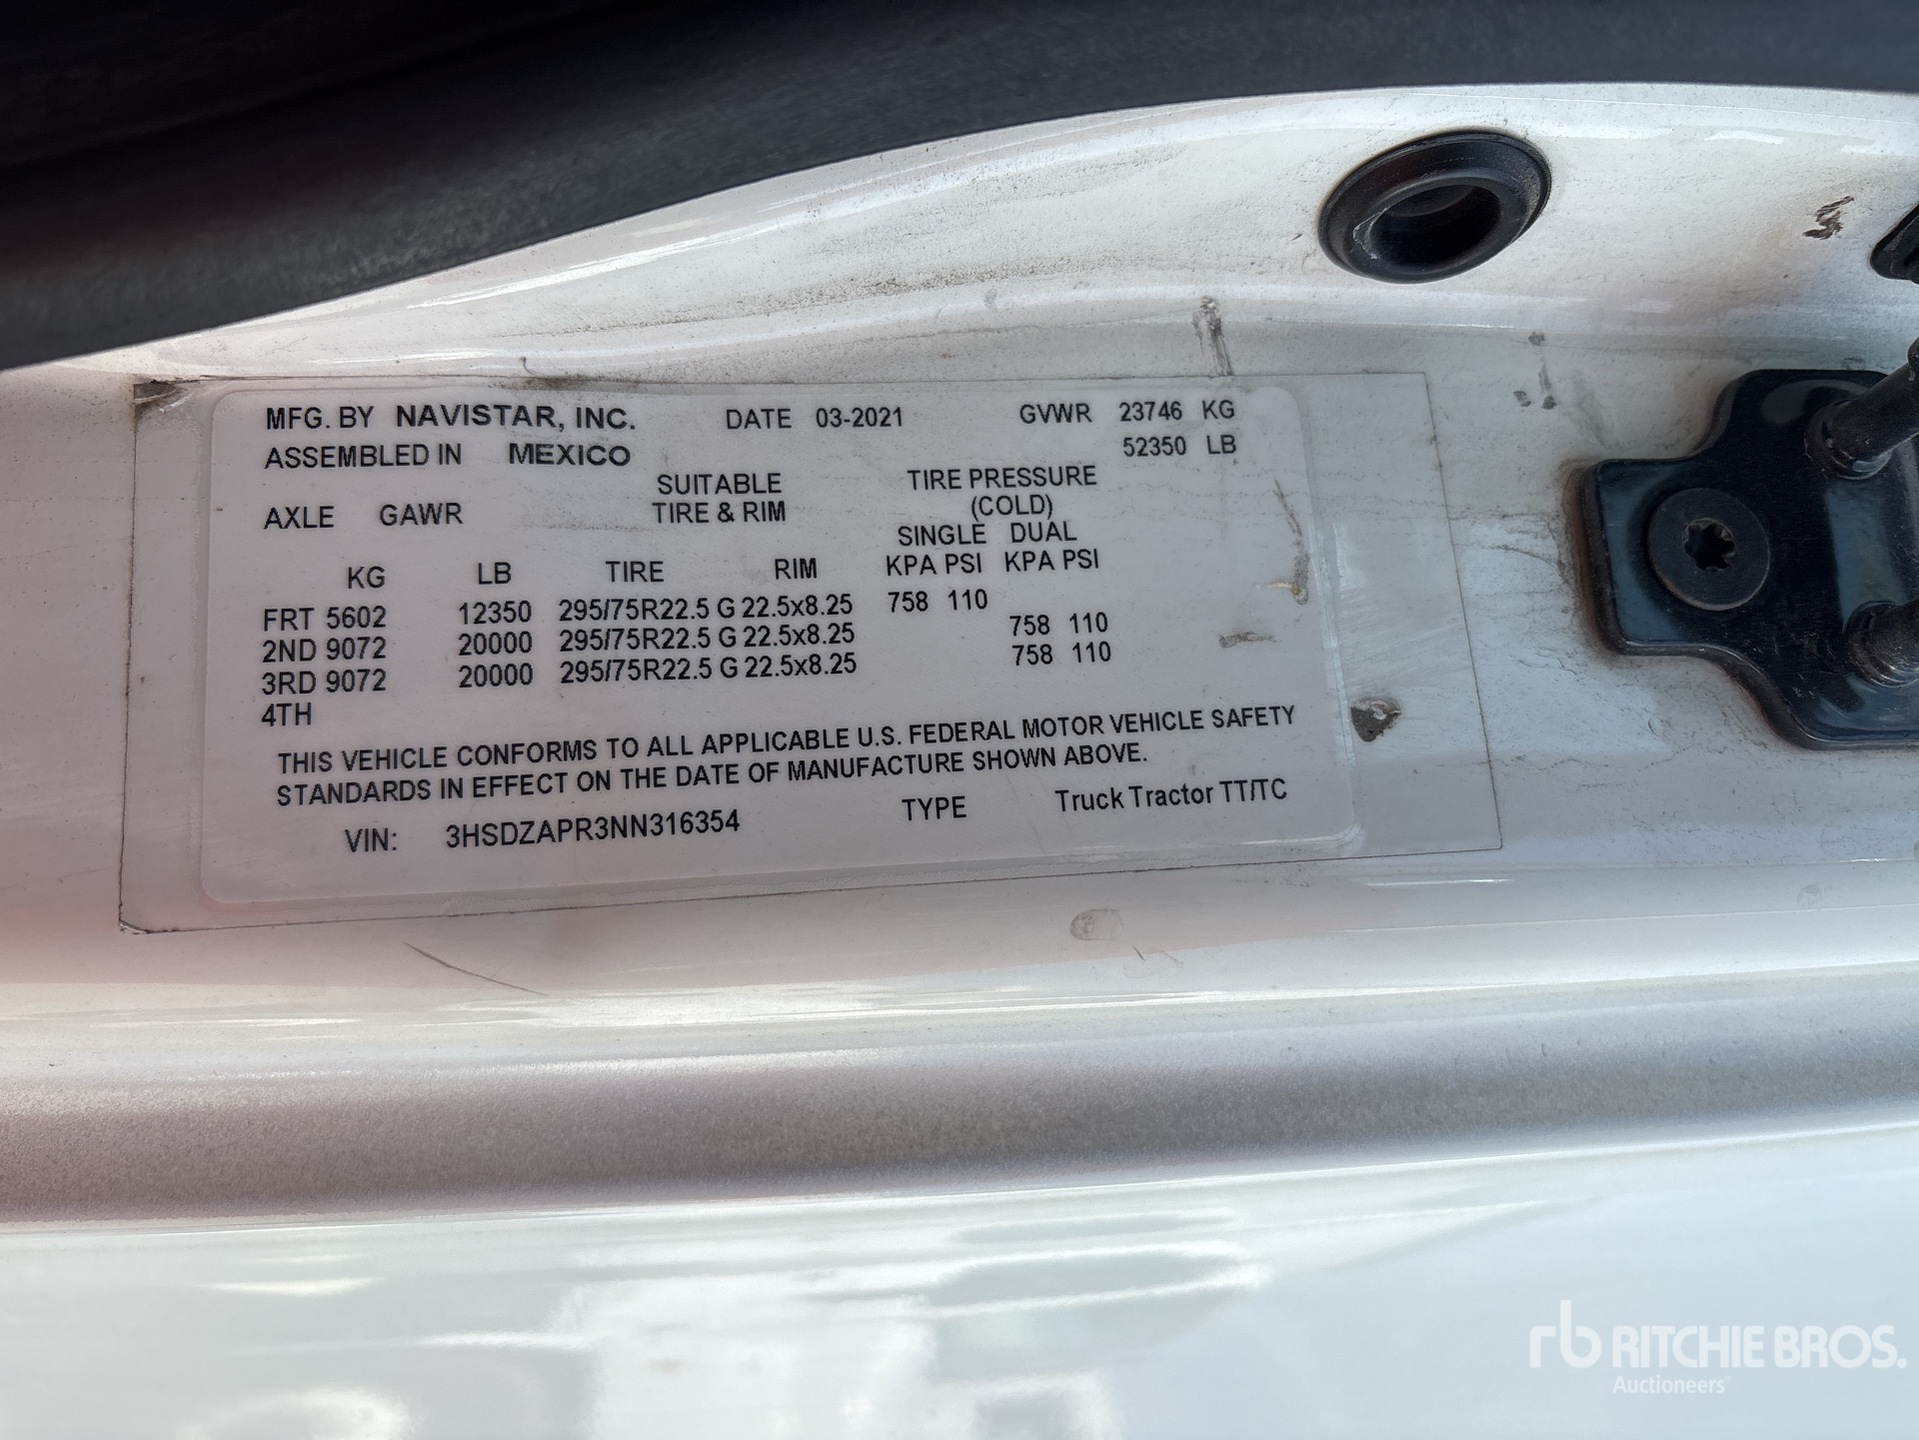 MFG. BY NAVISTAR, INC. DATE 03-2021 GVWR 23746 KG
ASSEMBLED IN MEXICO 52350 LB
SUITABLE TIRE PRESSURE
AXLE GAWR TIRE & RIM (COLD)
SINGLE DUAL
KG LB TIRE RIM KPA PSI KPA PSI
FRT 5602 12350 295/75R22.5 G 22.5x8.25 758 110
2ND 9072 20000 295/75R22.5 G 22.5x8.25 758 110
3RD 9072 20000 295/75R22.5 G 22.5x8.25 758 110
4TH
THIS VEHICLE CONFORMS TO ALL APPLICABLE U.S. FEDERAL MOTOR VEHICLE SAFETY
STANDARDS IN EFFECT ON THE DATE OF MANUFACTURE SHOWN ABOVE.
VIN: 3HSDZAPR3NN316354 TYPE Truck Tractor TT/TC
rb RITCHIE BROS.
Auctioneers